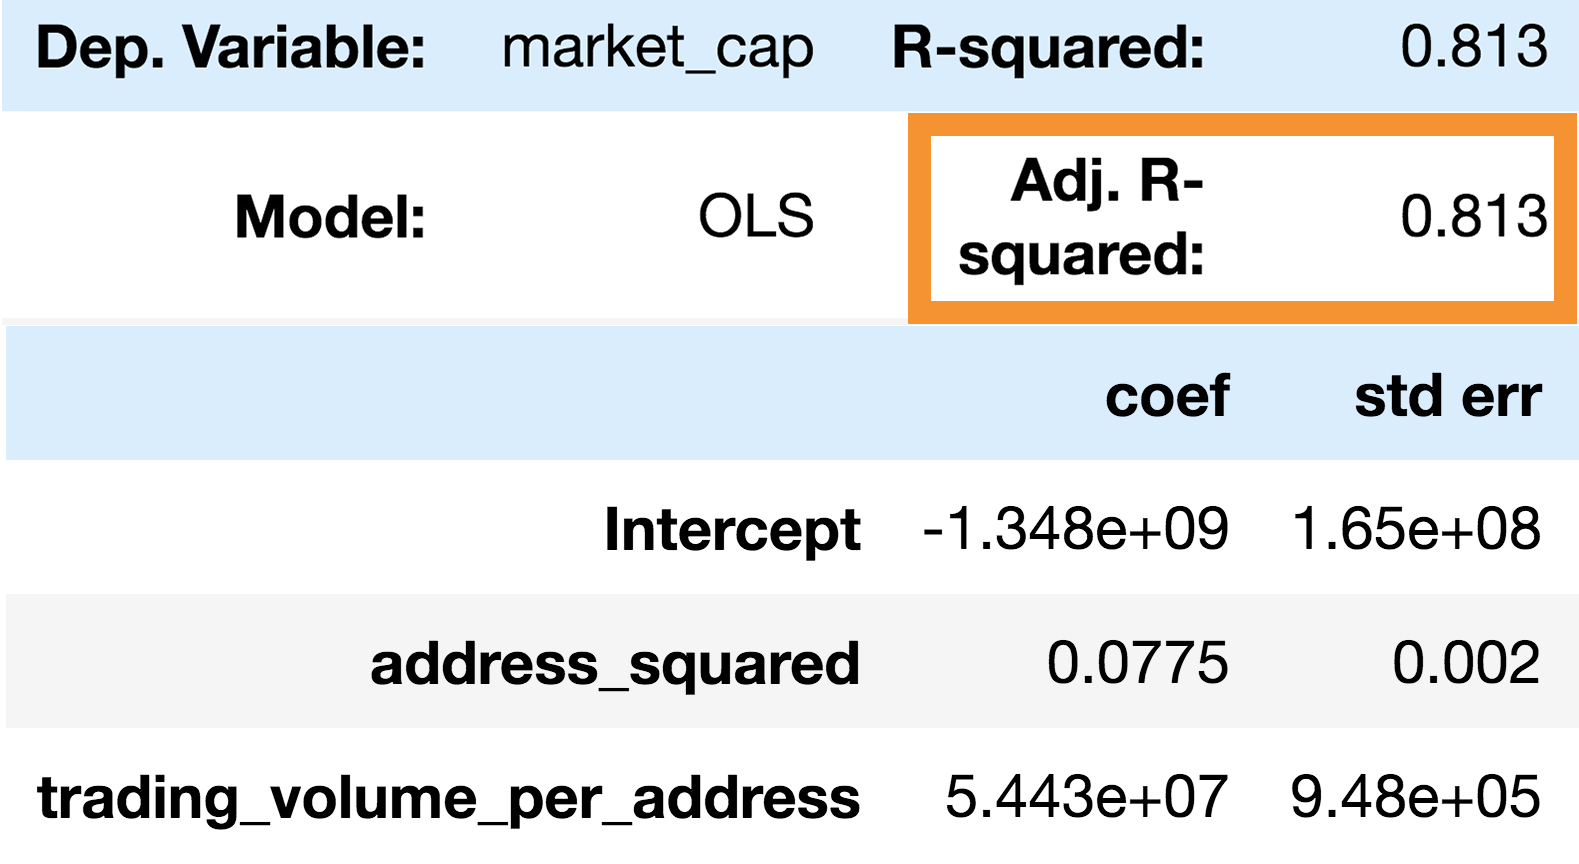 Dep. Variable: market_cap R-squared: 0.813
Model: OLS Adj. R-
squared: 0.813
coef std err
Intercept -1.348e+09 1.65e+08
address_squared 0.0775 0.002
trading_volume_per_address 5.443e+07 9.48e+05